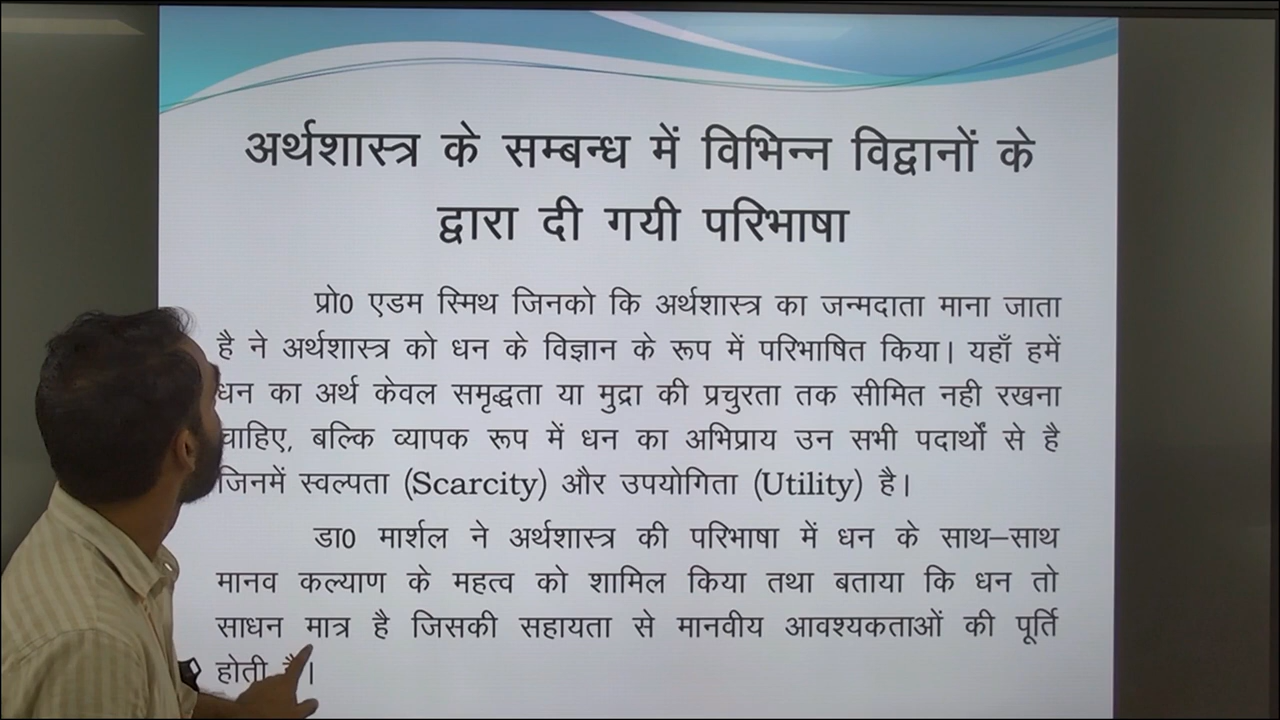 अर्थशास्त्र के सम्बन्ध में विभिन्न विद्वानों के
द्वारा दी गयी परिभाषा
प्रो0 एडम स्मिथ जिनको कि अर्थशास्त्र का जन्मदाता माना जाता
है ने अर्थशास्त्र को धन के विज्ञान के रूप में परिभाषित किया। यहाँ हमें
धन का अर्थ केवल समृद्धता या मुद्रा की प्रचुरता तक सीमित नही रखना
चाहिए, बल्कि व्यापक रूप में धन का अभिप्राय उन सभी पदार्थों से है
जिनमें स्वल्पता (Scarcity) और उपयोगिता (Utility) है।
डा0 मार्शल ने अर्थशास्त्र की परिभाषा में धन के साथ–साथ
मानव कल्याण के महत्व को शामिल किया तथा बताया कि धन तो
साधन मात्र है जिसकी सहायता से मानवीय आवश्यकताओं की पूर्ति
होती है।